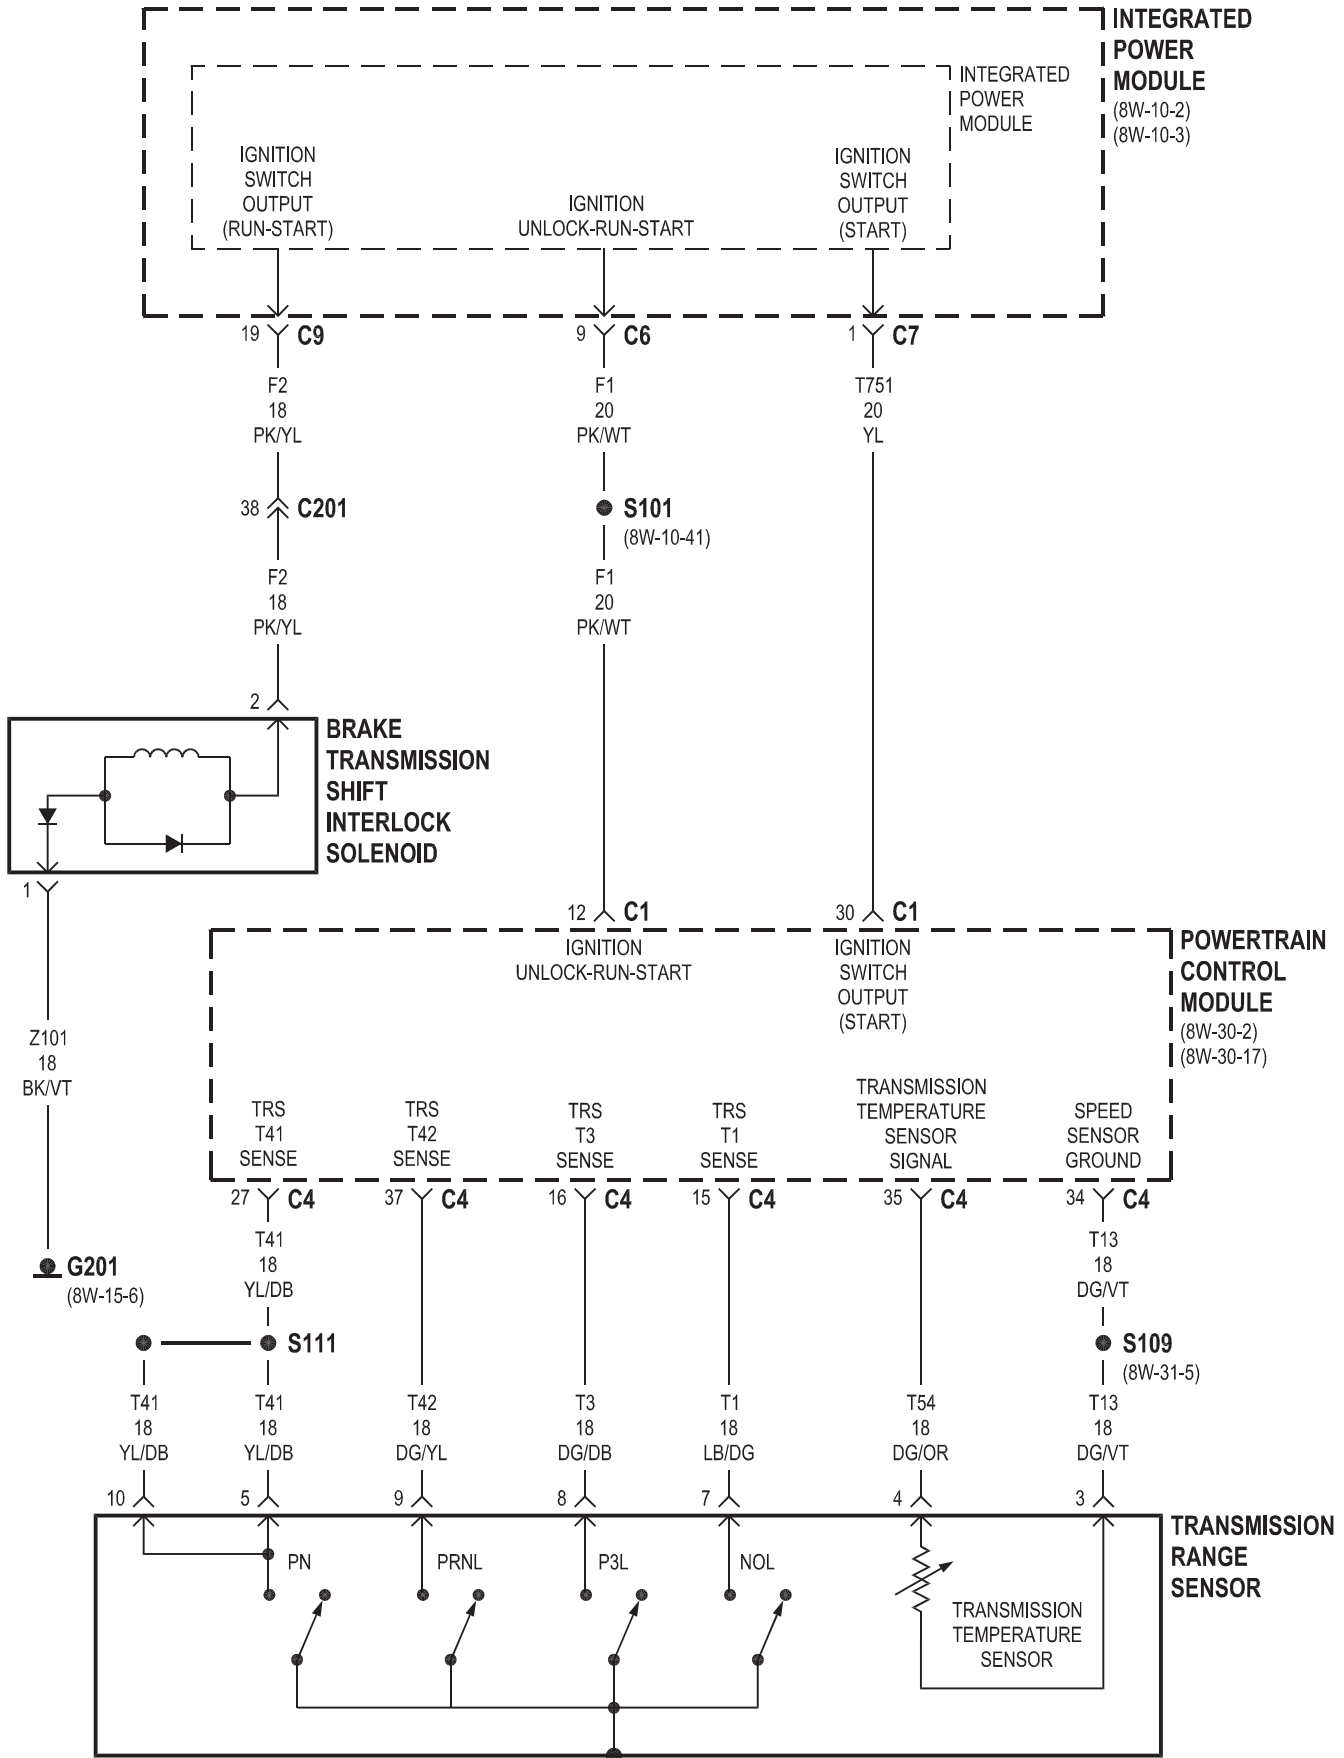 INTEGRATED
POWER
MODULE
(8W-10-2)
(8W-10-3)
INTEGRATED
POWER
MODULE
IGNITION
SWITCH
OUTPUT
(RUN-START)
IGNITION
UNLOCK-RUN-START
IGNITION
SWITCH
OUTPUT
(START)
19 C9
9 C6
1 C7
F2
18
PK/YL
F1
20
PK/WT
T751
20
YL
38 C201
S101
(8W-10-41)
F2
18
PK/YL
F1
20
PK/WT
2
BRAKE
TRANSMISSION
SHIFT
INTERLOCK
SOLENOID
1
12 C1
30 C1
IGNITION
UNLOCK-RUN-START
IGNITION
SWITCH
OUTPUT
(START)
POWERTRAIN
CONTROL
MODULE
(8W-30-2)
(8W-30-17)
Z101
18
BK/VT
TRS
T41
SENSE
TRS
T42
SENSE
TRS
T3
SENSE
TRS
T1
SENSE
TRANSMISSION
TEMPERATURE
SENSOR
SIGNAL
SPEED
SENSOR
GROUND
27 C4
37 C4
16 C4
15 C4
35 C4
34 C4
T41
18
YL/DB
T13
18
DG/VT
G201
(8W-15-6)
S111
S109
(8W-31-5)
T41
18
YL/DB
T41
18
YL/DB
T42
18
DG/YL
T3
18
DG/DB
T1
18
LB/DG
T54
18
DG/OR
T13
18
DG/VT
10
5
9
8
7
4
3
TRANSMISSION
RANGE
SENSOR
PN
PRNL
P3L
NOL
TRANSMISSION
TEMPERATURE
SENSOR